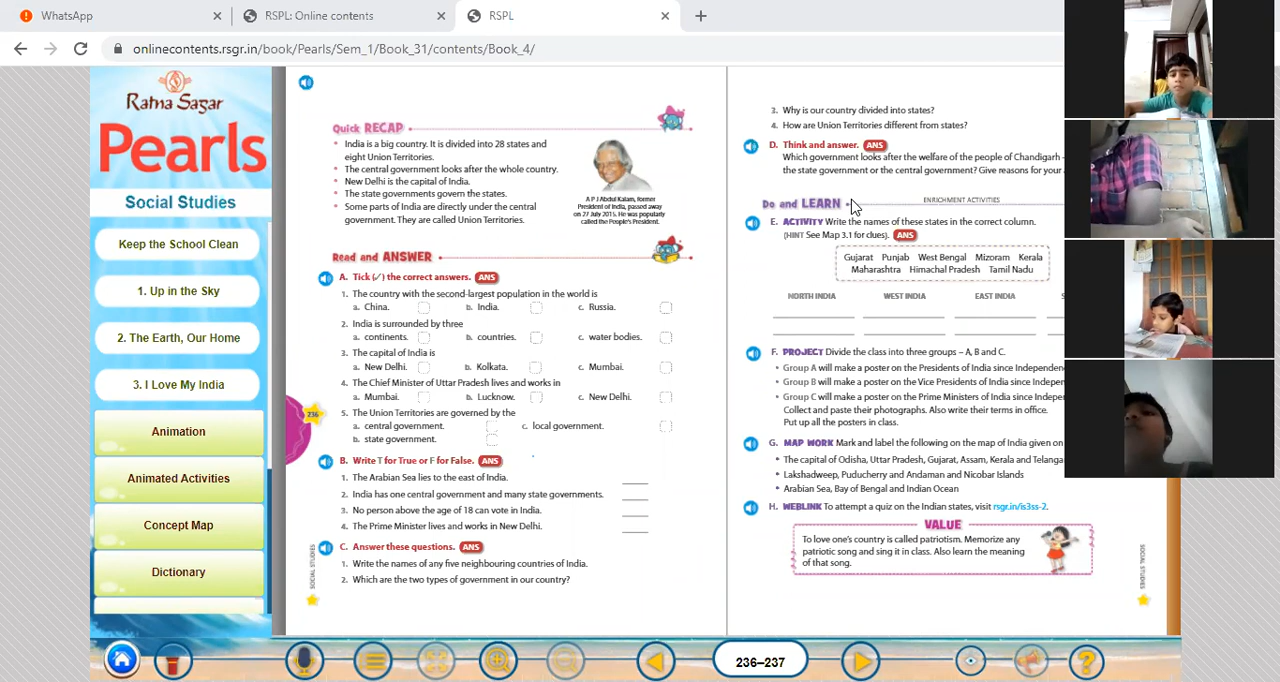 WhatsApp
RSPL: Online contents
RSPL
onlinecontents.rsgr.in/book/Pearls/Sem_1/Book_31/contents/Book_4/
Ratna Sagar
Pearls
Social Studies
Keep the School Clean
1. Up in the Sky
2. The Earth, Our Home
3. I Love My India
Animation
Animated Activities
Concept Map
Dictionary
Quick RECAP
India is a big country. It is divided into 28 states and
eight Union Territories.
The central government looks after the whole country.
New Delhi is the capital of India.
The state governments govern the states.
Some parts of India are directly under the central
government. They are called Union Territories.
A P J Abdul Kalam, former
President of India, passed away
on 27 July 2015. He was popularly
called the People's President.
Read and ANSWER
A. Tick (✓) the correct answers. ANS
1. The country with the second-largest population in the world is
a. China. b. India. c. Russia.
2. India is surrounded by three
a. continents. b. countries. c. water bodies.
3. The capital of India is
a. New Delhi. b. Kolkata. c. Mumbai.
4. The Chief Minister of Uttar Pradesh lives and works in
a. Mumbai. b. Lucknow. c. New Delhi.
5. The Union Territories are governed by the
a. central government. c. local government.
b. state government.
236
B. Write T for True or F for False. ANS
1. The Arabian Sea lies to the east of India.
2. India has one central government and many state governments.
3. No person above the age of 18 can vote in India.
4. The Prime Minister lives and works in New Delhi.
C. Answer these questions. ANS
1. Write the names of any five neighbouring countries of India.
2. Which are the two types of government in our country?
SOCIAL STUDIES
3. Why is our country divided into states?
4. How are Union Territories different from states?
D. Think and answer. ANS
Which government looks after the welfare of the people of Chandigarh –
the state government or the central government? Give reasons for your
Do and LEARN
ENRICHMENT ACTIVITIES
E. ACTIVITY Write the names of these states in the correct column.
(HINT See Map 3.1 for clues). ANS
Gujarat Punjab West Bengal Mizoram Kerala
Maharashtra Himachal Pradesh Tamil Nadu
NORTH INDIA WEST INDIA EAST INDIA
F. PROJECT Divide the class into three groups – A, B and C.
Group A will make a poster on the Presidents of India since Independen
Group B will make a poster on the Vice Presidents of India since Indepen
Group C will make a poster on the Prime Ministers of India since Indepen
Collect and paste their photographs. Also write their terms in office.
Put up all the posters in class.
G. MAP WORK Mark and label the following on the map of India given on
The capital of Odisha, Uttar Pradesh, Gujarat, Assam, Kerala and Telanga
Lakshadweep, Puducherry and Andaman and Nicobar Islands
Arabian Sea, Bay of Bengal and Indian Ocean
H. WEBLINK To attempt a quiz on the Indian states, visit rsgr.in/is3ss-2.
VALUE
To love one's country is called patriotism. Memorize any
patriotic song and sing it in class. Also learn the meaning
of that song.
SOCIAL STUDIES
236-237